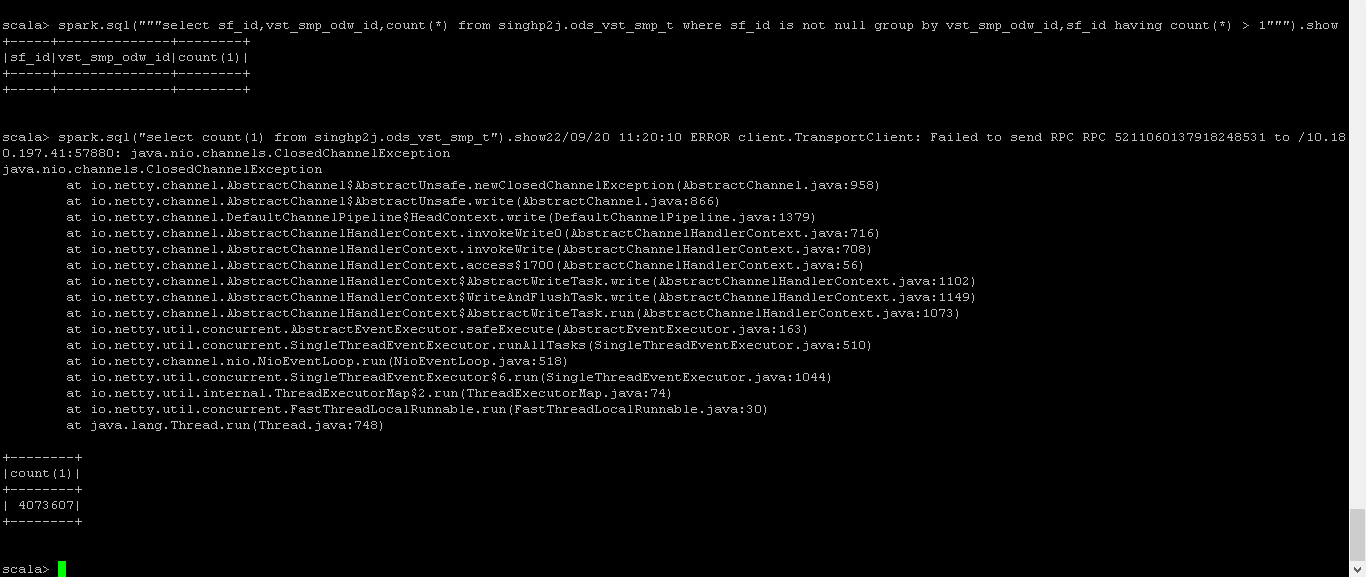 scala> spark.sql("""select sf_id,vst_smp_odw_id,count(*) from singhp2j.ods_vst_smp_t where sf_id is not null group by vst_smp_odw_id,sf_id having count(*) > 1""").show
+-----+--------------+--------+
|sf_id|vst_smp_odw_id|count(1)|
+-----+--------------+--------+
+-----+--------------+--------+
scala> spark.sql("select count(1) from singhp2j.ods_vst_smp_t").show22/09/20 11:20:10 ERROR client.TransportClient: Failed to send RPC RPC 5211060137918248531 to /10.18
0.197.41:57880: java.nio.channels.ClosedChannelException
java.nio.channels.ClosedChannelException
        at io.netty.channel.AbstractChannel$AbstractUnsafe.newClosedChannelException(AbstractChannel.java:958)
        at io.netty.channel.AbstractChannel$AbstractUnsafe.write(AbstractChannel.java:866)
        at io.netty.channel.DefaultChannelPipeline$HeadContext.write(DefaultChannelPipeline.java:1379)
        at io.netty.channel.AbstractChannelHandlerContext.invokeWrite0(AbstractChannelHandlerContext.java:716)
        at io.netty.channel.AbstractChannelHandlerContext.invokeWrite(AbstractChannelHandlerContext.java:708)
        at io.netty.channel.AbstractChannelHandlerContext.access$1700(AbstractChannelHandlerContext.java:56)
        at io.netty.channel.AbstractChannelHandlerContext$AbstractWriteTask.write(AbstractChannelHandlerContext.java:1102)
        at io.netty.channel.AbstractChannelHandlerContext$WriteAndFlushTask.write(AbstractChannelHandlerContext.java:1149)
        at io.netty.channel.AbstractChannelHandlerContext$AbstractWriteTask.run(AbstractChannelHandlerContext.java:1073)
        at io.netty.util.concurrent.AbstractEventExecutor.safeExecute(AbstractEventExecutor.java:163)
        at io.netty.util.concurrent.SingleThreadEventExecutor.runAllTasks(SingleThreadEventExecutor.java:510)
        at io.netty.channel.nio.NioEventLoop.run(NioEventLoop.java:518)
        at io.netty.util.concurrent.SingleThreadEventExecutor$6.run(SingleThreadEventExecutor.java:1044)
        at io.netty.util.internal.ThreadExecutorMap$2.run(ThreadExecutorMap.java:74)
        at io.netty.util.concurrent.FastThreadLocalRunnable.run(FastThreadLocalRunnable.java:30)
        at java.lang.Thread.run(Thread.java:748)
+--------+
|count(1)|
+--------+
| 4073607|
+--------+
scala>